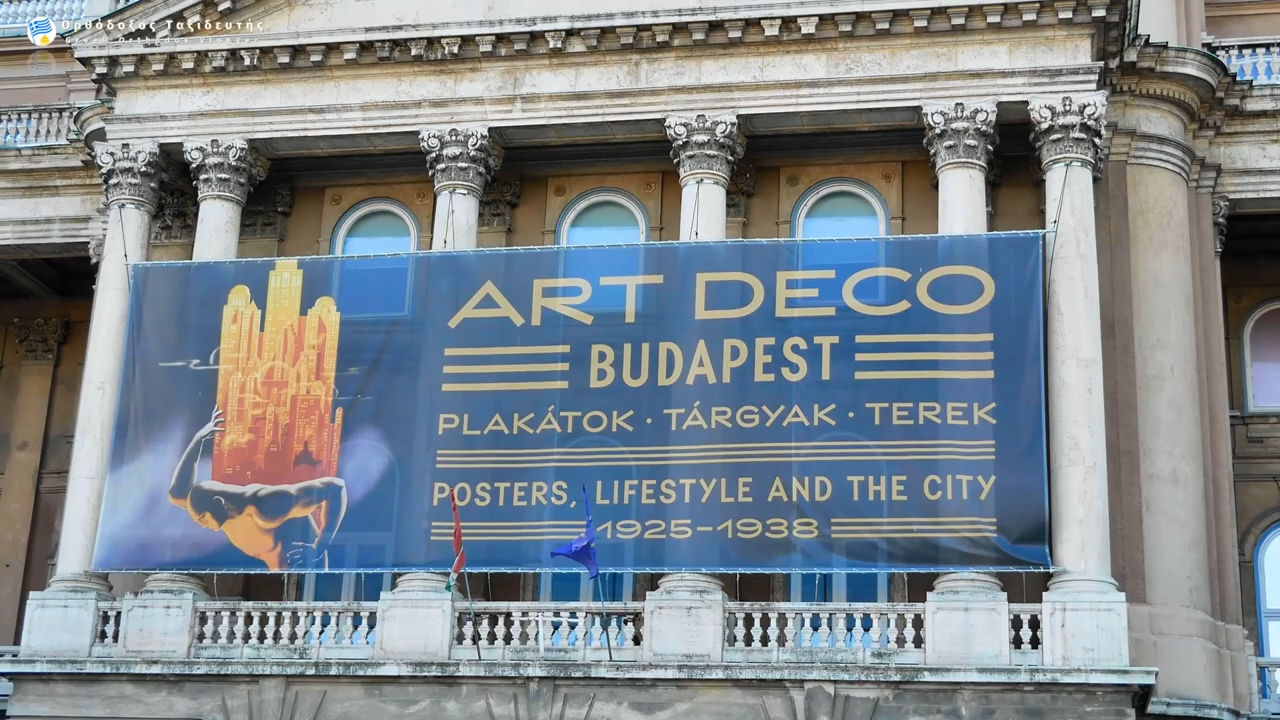 Ορθόδοξος Ταξιδευτής
ART DECO
BUDAPEST
PLAKÁTOK · TÁRGYAK · TEREK
POSTERS, LIFESTYLE AND THE CITY
1925-1938